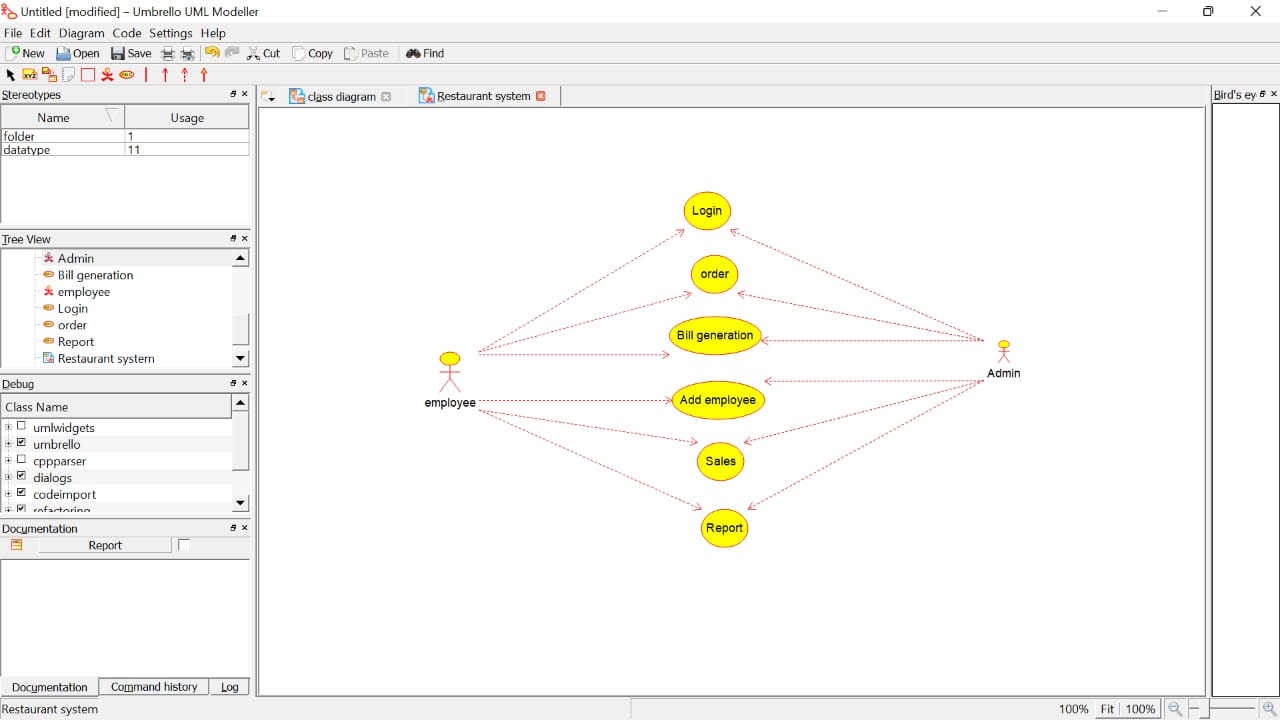 Untitled [modified] – Umbrello UML Modeller
File Edit Diagram Code Settings Help
New Open Save Cut Copy Paste Find
Stereotypes
Name Usage
folder 1
datatype 11
Tree View
Admin
Bill generation
employee
Login
order
Report
Restaurant system
Debug
Class Name
umlwidgets
umbrello
cppparser
dialogs
codeimport
refactoring
Documentation
Report
Documentation Command history Log
class diagram Restaurant system
Login
order
Bill generation
Add employee
Sales
Report
employee
Admin
Bird's ey
Restaurant system
100% Fit 100%